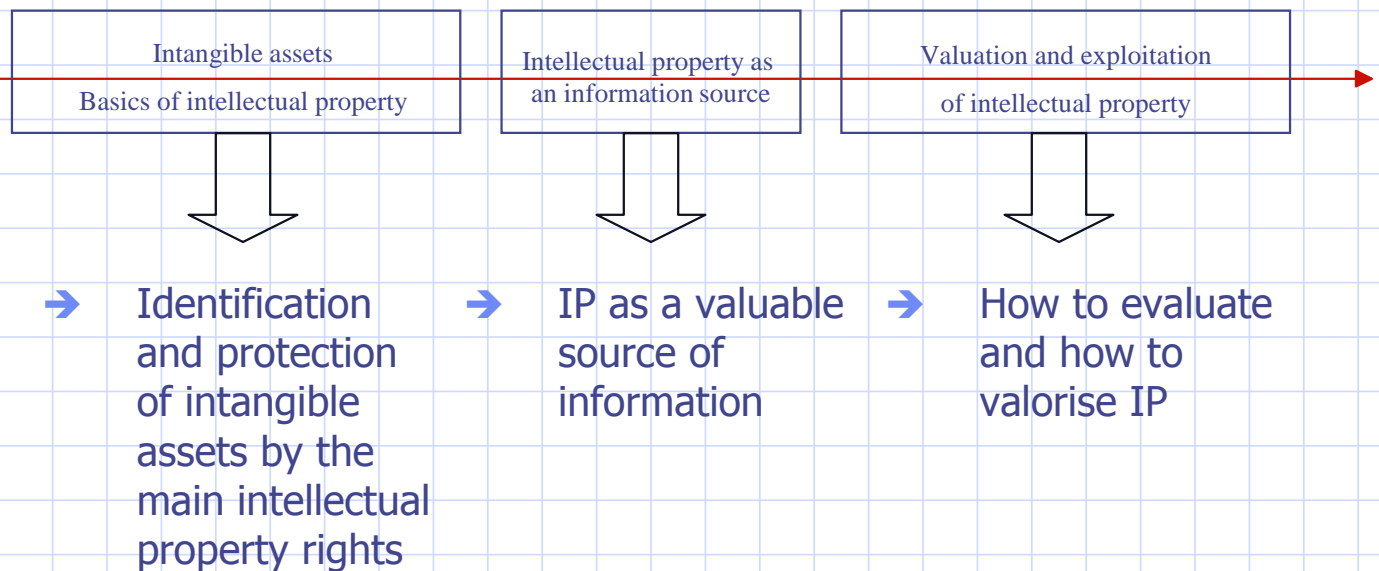 Intangible assets
Basics of intellectual property
Intellectual property as
an information source
Valuation and exploitation
of intellectual property
➔ Identification
and protection
of intangible
assets by the
main intellectual
property rights
➔ IP as a valuable
source of
information
➔ How to evaluate
and how to
valorise IP